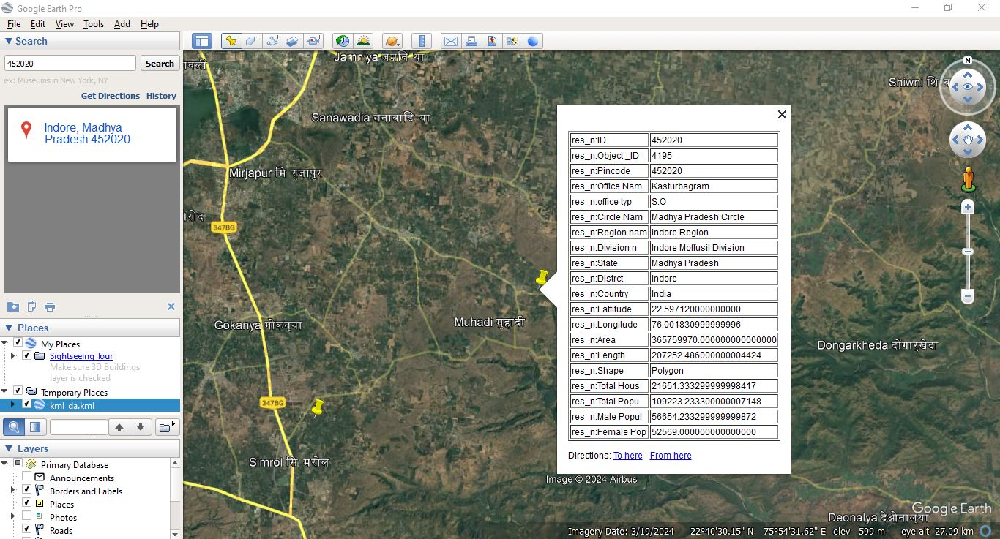 Google Earth Pro
File Edit View Tools Add Help
Search
452020
Search
ex: Museums in New York, NY
Get Directions History
Indore, Madhya
Pradesh 452020
Places
My Places
Sightseeing Tour
Make sure 3D Buildings
layer is checked
Temporary Places
kml_da.kml
Layers
Primary Database
Announcements
Borders and Labels
Places
Photos
Roads
Jamniya जमनि या
Shiwni शि व
N
Sanawadia सनावाडि या
Mirjapur मि र्जापुर
347BG
Gokanya गोकन्या
Muhadi मुहादी
Dongarkheda दोंगारखेदा
347BG
Simrol सि मरोल
Deonalya देओनाल्या
res_n:ID 452020
res_n:Object _ID 4195
res_n:Pincode 452020
res_n:Office Nam Kasturbagram
res_n:office typ S.O
res_n:Circle Nam Madhya Pradesh Circle
res_n:Region nam Indore Region
res_n:Division n Indore Moffusil Division
res_n:State Madhya Pradesh
res_n:Distrct Indore
res_n:Country India
res_n:Lattitude 22.597120000000000
res_n:Longitude 76.001830999999996
res_n:Area 365759970.000000000000000
res_n:Length 207252.486000000004424
res_n:Shape Polygon
res_n:Total Hous 21651.333299999998417
res_n:Total Popu 109223.233300000007148
res_n:Male Popul 56654.233299999999872
res_n:Female Pop 52569.000000000000000
Directions: To here - From here
Image © 2024 Airbus
Google Earth
Imagery Date: 3/19/2024 22°40'30.15" N 75°54'31.62" E elev 599 m eye alt 27.09 km